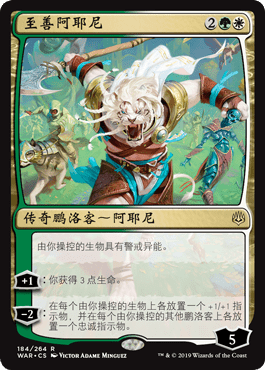 至善阿耶尼 2
传奇鹏洛客～阿耶尼
由你操控的生物具有警戒异能。
+1：你获得3点生命。
-2：在每个由你操控的生物上各放置一个+1/+1指
示物，并在每个由你操控的其他鹏洛客上各放
置一个忠诚指示物。
5
184/264 R
WAR • CS VICTOR ADAME MINGUEZ
™ & © 2019 Wizards of the Coast